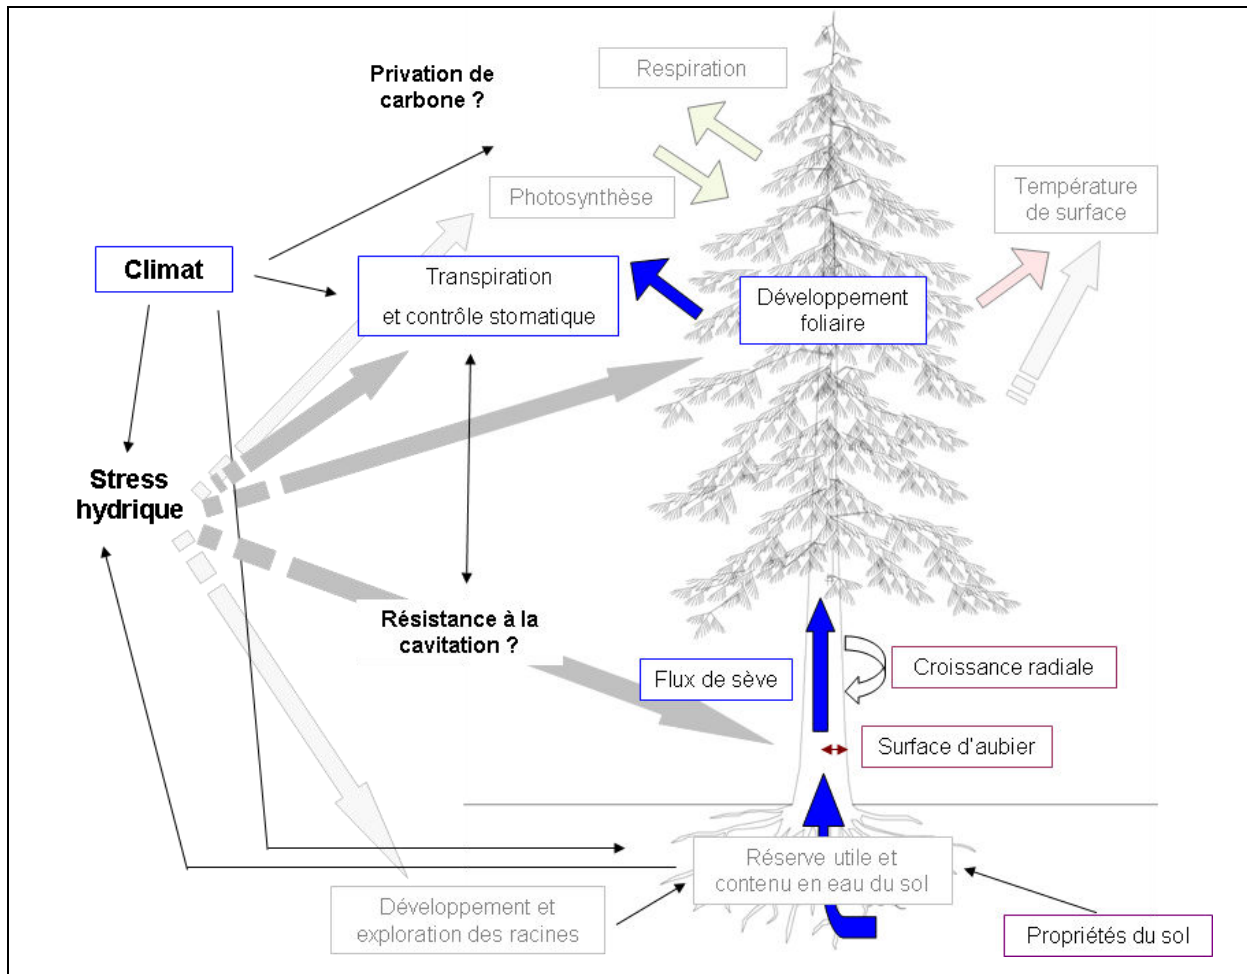 Privation de
carbone ?
Respiration
Photosynthèse
Température
de surface
Climat
Transpiration
et contrôle stomatique
Développement
foliaire
Stress
hydrique
Résistance à la
cavitation ?
Flux de sève
Croissance radiale
Surface d'aubier
Réserve utile et
contenu en eau du sol
Développement et
exploration des racines
Propriétés du sol